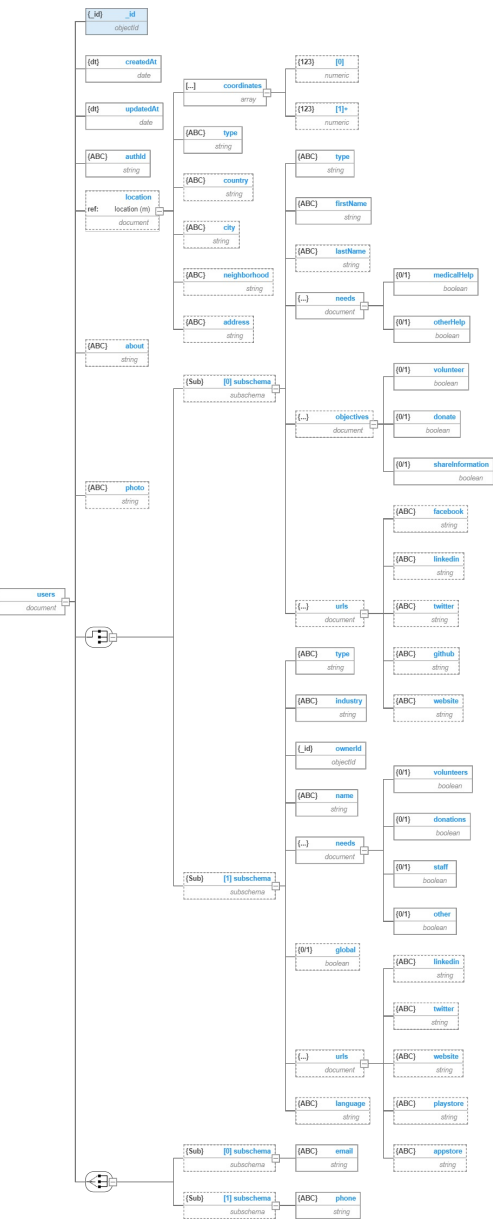 users
document
{_id} _id
objectId
{dt} createdAt
date
{dt} updatedAt
date
{ABC} authId
string
location
ref: location (m)
document
[...] coordinates
array
{123} [0]
numeric
{123} [1]+
numeric
{ABC} type
string
{ABC} country
string
{ABC} city
string
{ABC} neighborhood
string
{ABC} address
string
{ABC} about
string
{ABC} photo
string
{Sub} [0] subschema
subschema
{ABC} type
string
{ABC} firstName
string
{ABC} lastName
string
{...} needs
document
{0/1} medicalHelp
boolean
{0/1} otherHelp
boolean
{...} objectives
document
{0/1} volunteer
boolean
{0/1} donate
boolean
{0/1} shareInformation
boolean
{...} urls
document
{ABC} facebook
string
{ABC} linkedin
string
{ABC} twitter
string
{ABC} github
string
{ABC} website
string
{Sub} [1] subschema
subschema
{ABC} type
string
{ABC} industry
string
{_id} ownerId
objectId
{ABC} name
string
{...} needs
document
{0/1} volunteers
boolean
{0/1} donations
boolean
{0/1} staff
boolean
{0/1} other
boolean
{0/1} global
boolean
{...} urls
document
{ABC} linkedin
string
{ABC} twitter
string
{ABC} website
string
{ABC} playstore
string
{ABC} appstore
string
{ABC} language
string
{Sub} [0] subschema
subschema
{ABC} email
string
{Sub} [1] subschema
subschema
{ABC} phone
string